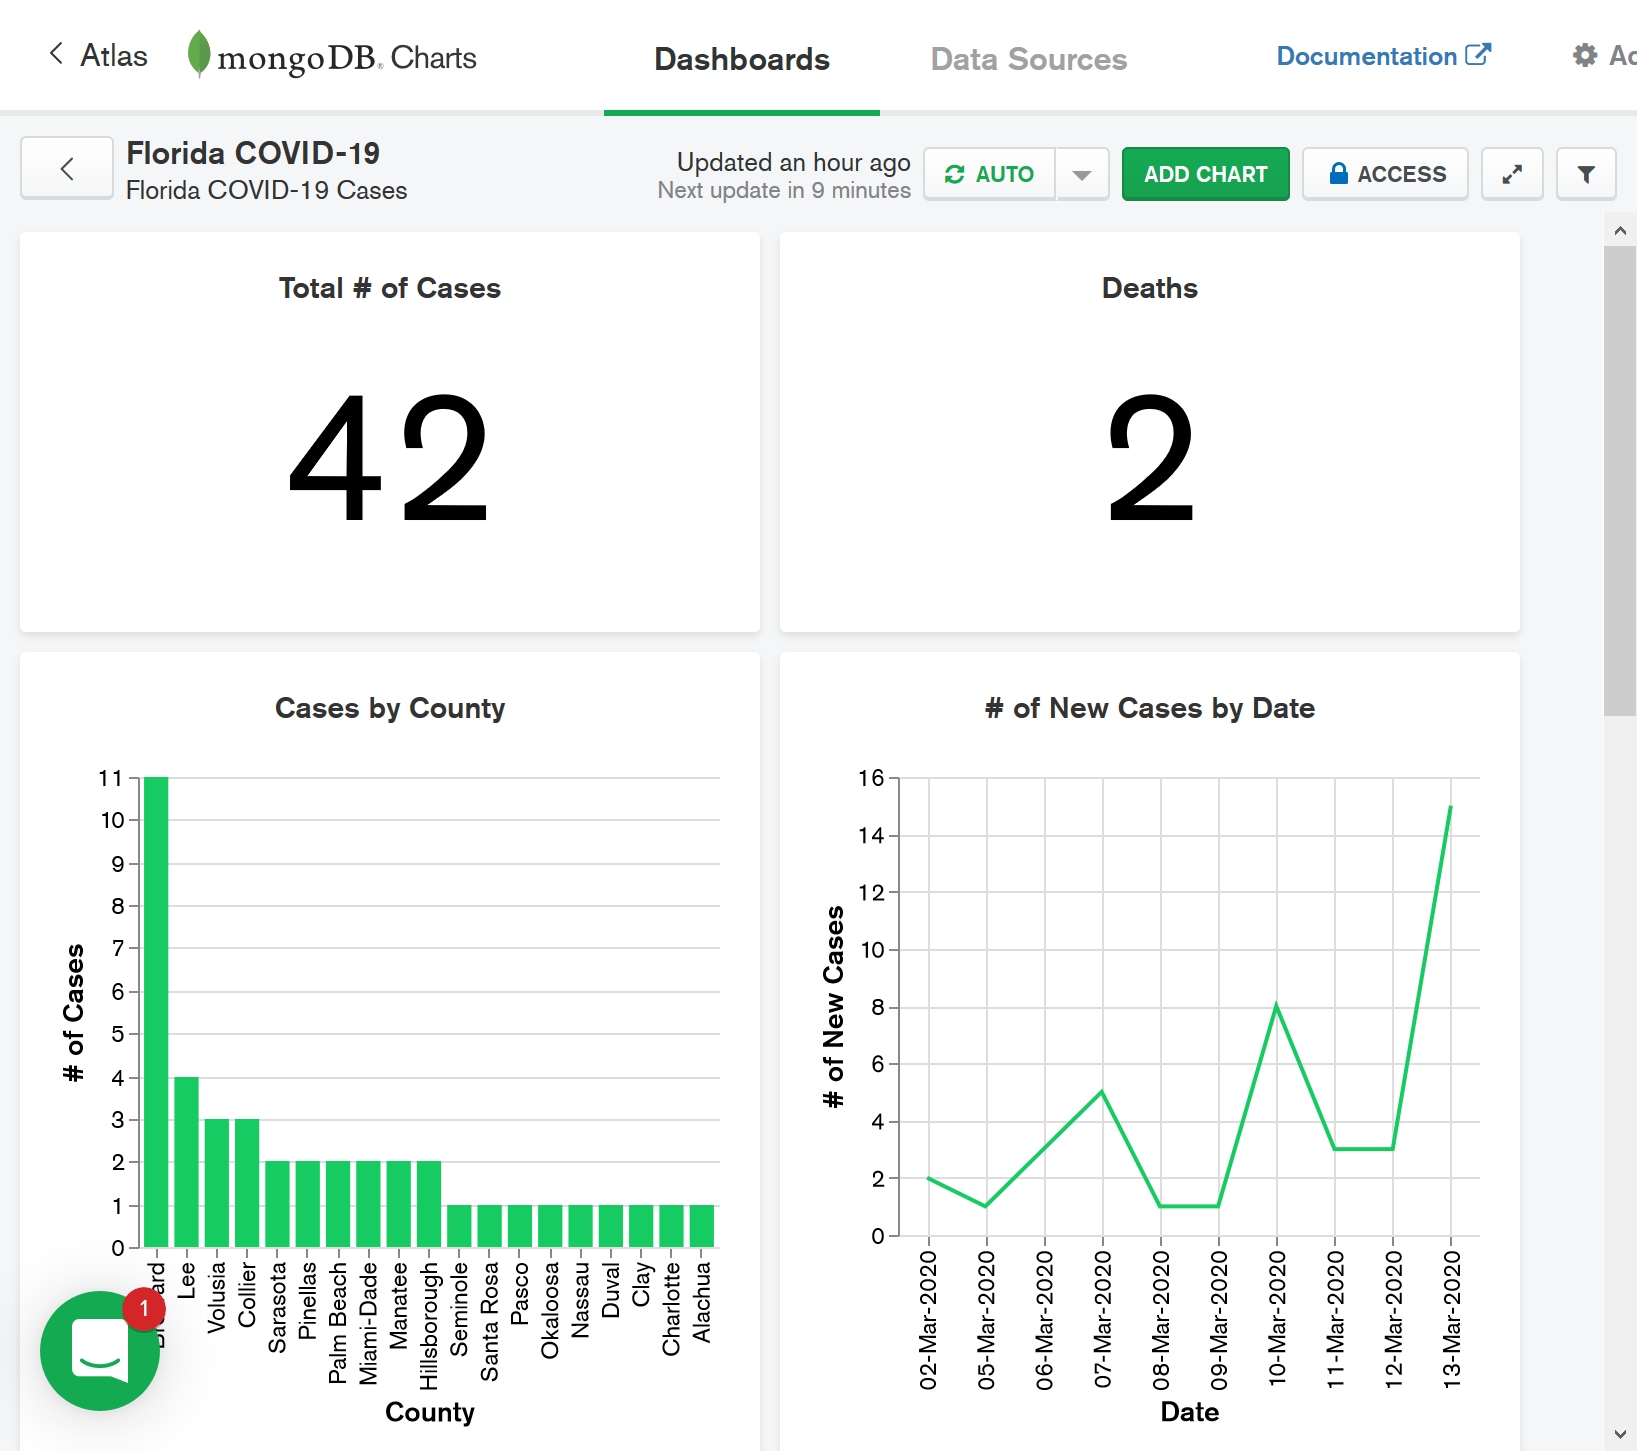 Atlas
mongoDB® Charts
Dashboards
Data Sources
Documentation
Florida COVID-19
Florida COVID-19 Cases
Updated an hour ago
Next update in 9 minutes
AUTO
ADD CHART
ACCESS
Total # of Cases
42
Deaths
2
Cases by County
# of Cases
11
10
9
8
7
6
5
4
3
2
1
0
Lee
Volusia
Collier
Sarasota
Pinellas
Palm Beach
Miami-Dade
Manatee
Hillsborough
Seminole
Santa Rosa
Pasco
Okaloosa
Nassau
Duval
Clay
Charlotte
Alachua
County
1
# of New Cases by Date
# of New Cases
16
14
12
10
8
6
4
2
0
02-Mar-2020
05-Mar-2020
06-Mar-2020
07-Mar-2020
08-Mar-2020
09-Mar-2020
10-Mar-2020
11-Mar-2020
12-Mar-2020
13-Mar-2020
Date